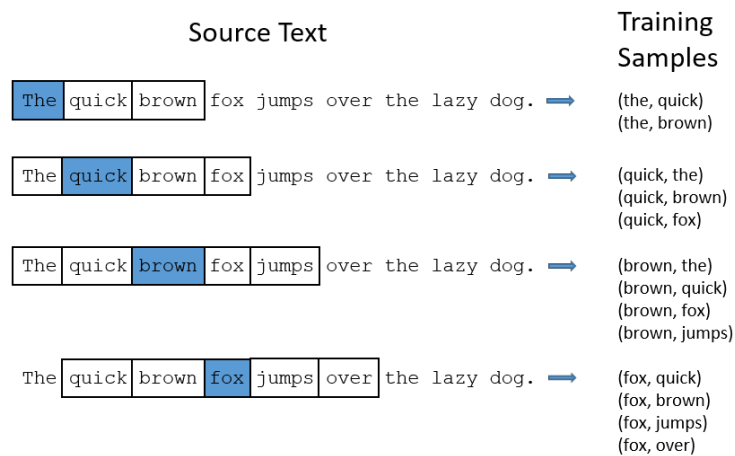 Source Text
Training
Samples
The quick brown fox jumps over the lazy dog.
(the, quick)
(the, brown)
The quick brown fox jumps over the lazy dog.
(quick, the)
(quick, brown)
(quick, fox)
The quick brown fox jumps over the lazy dog.
(brown, the)
(brown, quick)
(brown, fox)
(brown, jumps)
The quick brown fox jumps over the lazy dog.
(fox, quick)
(fox, brown)
(fox, jumps)
(fox, over)